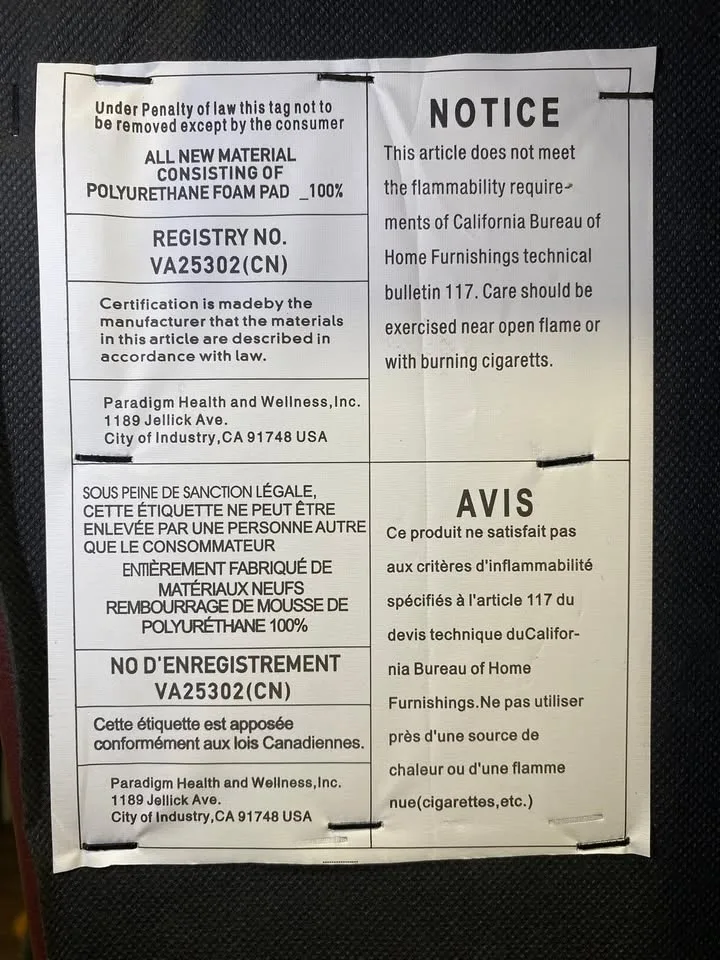 Under Penalty of law this tag not to
be removed except by the consumer
ALL NEW MATERIAL
CONSISTING OF
POLYURETHANE FOAM PAD _100%
REGISTRY NO.
VA25302(CN)
Certification is madeby the
manufacturer that the materials
in this article are described in
accordance with law.
Paradigm Health and Wellness,Inc.
1189 Jellick Ave.
City of Industry,CA 91748 USA
NOTICE
This article does not meet
the flammability require-
ments of California Bureau of
Home Furnishings technical
bulletin 117. Care should be
exercised near open flame or
with burning cigaretts.
SOUS PEINE DE SANCTION LÉGALE,
CETTE ÉTIQUETTE NE PEUT ÊTRE
ENLEVÉE PAR UNE PERSONNE AUTRE
QUE LE CONSOMMATEUR
ENTIÈREMENT FABRIQUÉ DE
MATÉRIAUX NEUFS
REMBOURRAGE DE MOUSSE DE
POLYURÉTHANE 100%
NO D'ENREGISTREMENT
VA25302(CN)
Cette étiquette est apposée
conformément aux lois Canadiennes.
Paradigm Health and Wellness,Inc.
1189 Jellick Ave.
City of Industry,CA 91748 USA
AVIS
Ce produit ne satisfait pas
aux critères d'inflammabilité
spécifiés à l'article 117 du
devis technique duCalifor-
nia Bureau of Home
Furnishings.Ne pas utiliser
près d'une source de
chaleur ou d'une flamme
nue(cigarettes,etc.)